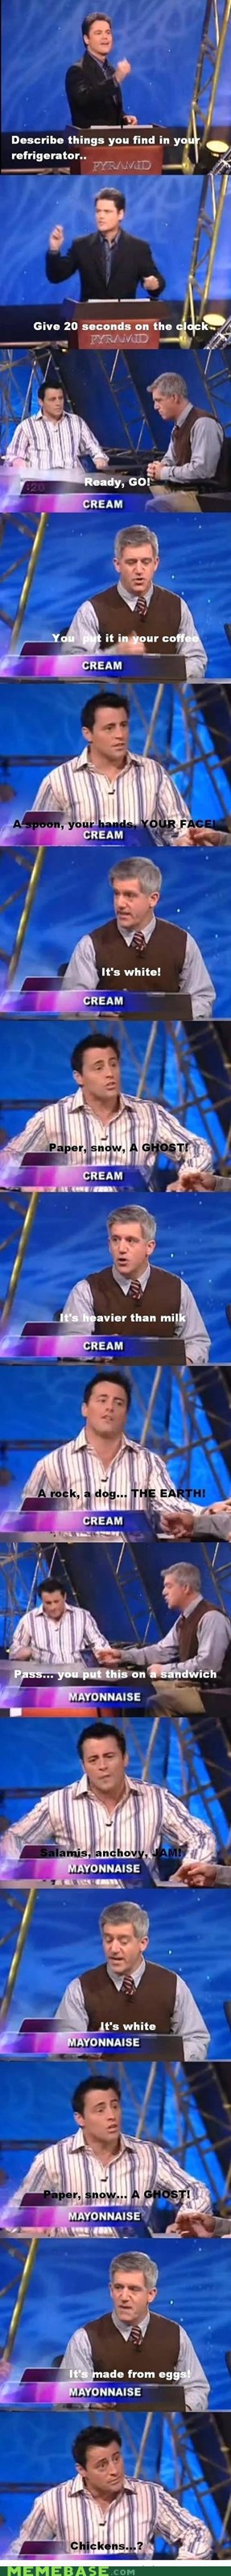 Describe things you find in your
refrigerator..
PYRAMID
Give 20 seconds on the clock
PYRAMID
:20
Ready, GO!
CREAM
You put it in your coffee
CREAM
A spoon, your hands, YOUR FACE!
CREAM
It's white!
CREAM
Paper, snow, A GHOST!
CREAM
It's heavier than milk
CREAM
A rock, a dog... THE EARTH!
CREAM
Pass... you put this on a sandwich
MAYONNAISE
Salamis, anchovy, JAM!
MAYONNAISE
It's white
MAYONNAISE
Paper, snow... A GHOST!
MAYONNAISE
It's made from eggs!
MAYONNAISE
Chickens...?
MEMEBASE.COM